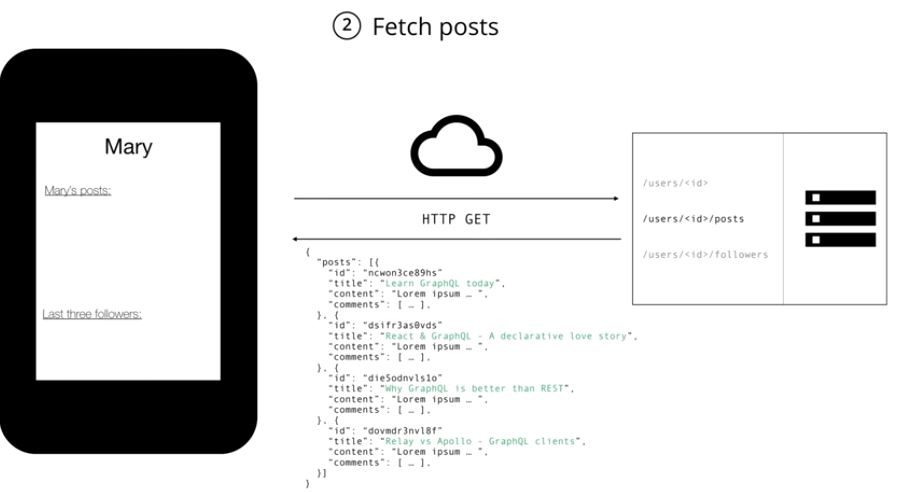 ② Fetch posts
Mary
Mary's posts:
Last three followers:
HTTP GET
/users/<id>
/users/<id>/posts
/users/<id>/followers
{
"posts": [{
"id": "ncwon3ce89hs"
"title": "Learn GraphQL today",
"content": "Lorem ipsum … ",
"comments": [ … ],
}, {
"id": "dsifr3as0vds"
"title": "React & GraphQL - A declarative love story",
"content": "Lorem ipsum … ",
"comments": [ … ],
}, {
"id": "die5odnvls1o"
"title": "Why GraphQL is better than REST",
"content": "Lorem ipsum … ",
"comments": [ … ],
}, {
"id": "dovmdr3nvl8f"
"title": "Relay vs Apollo - GraphQL clients",
"content": "Lorem ipsum … ",
"comments": [ … ],
}]
}